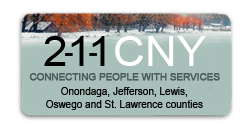 2-1-1 CNY
CONNECTING PEOPLE WITH SERVICES
Onondaga, Jefferson, Lewis,
Oswego and St. Lawrence counties